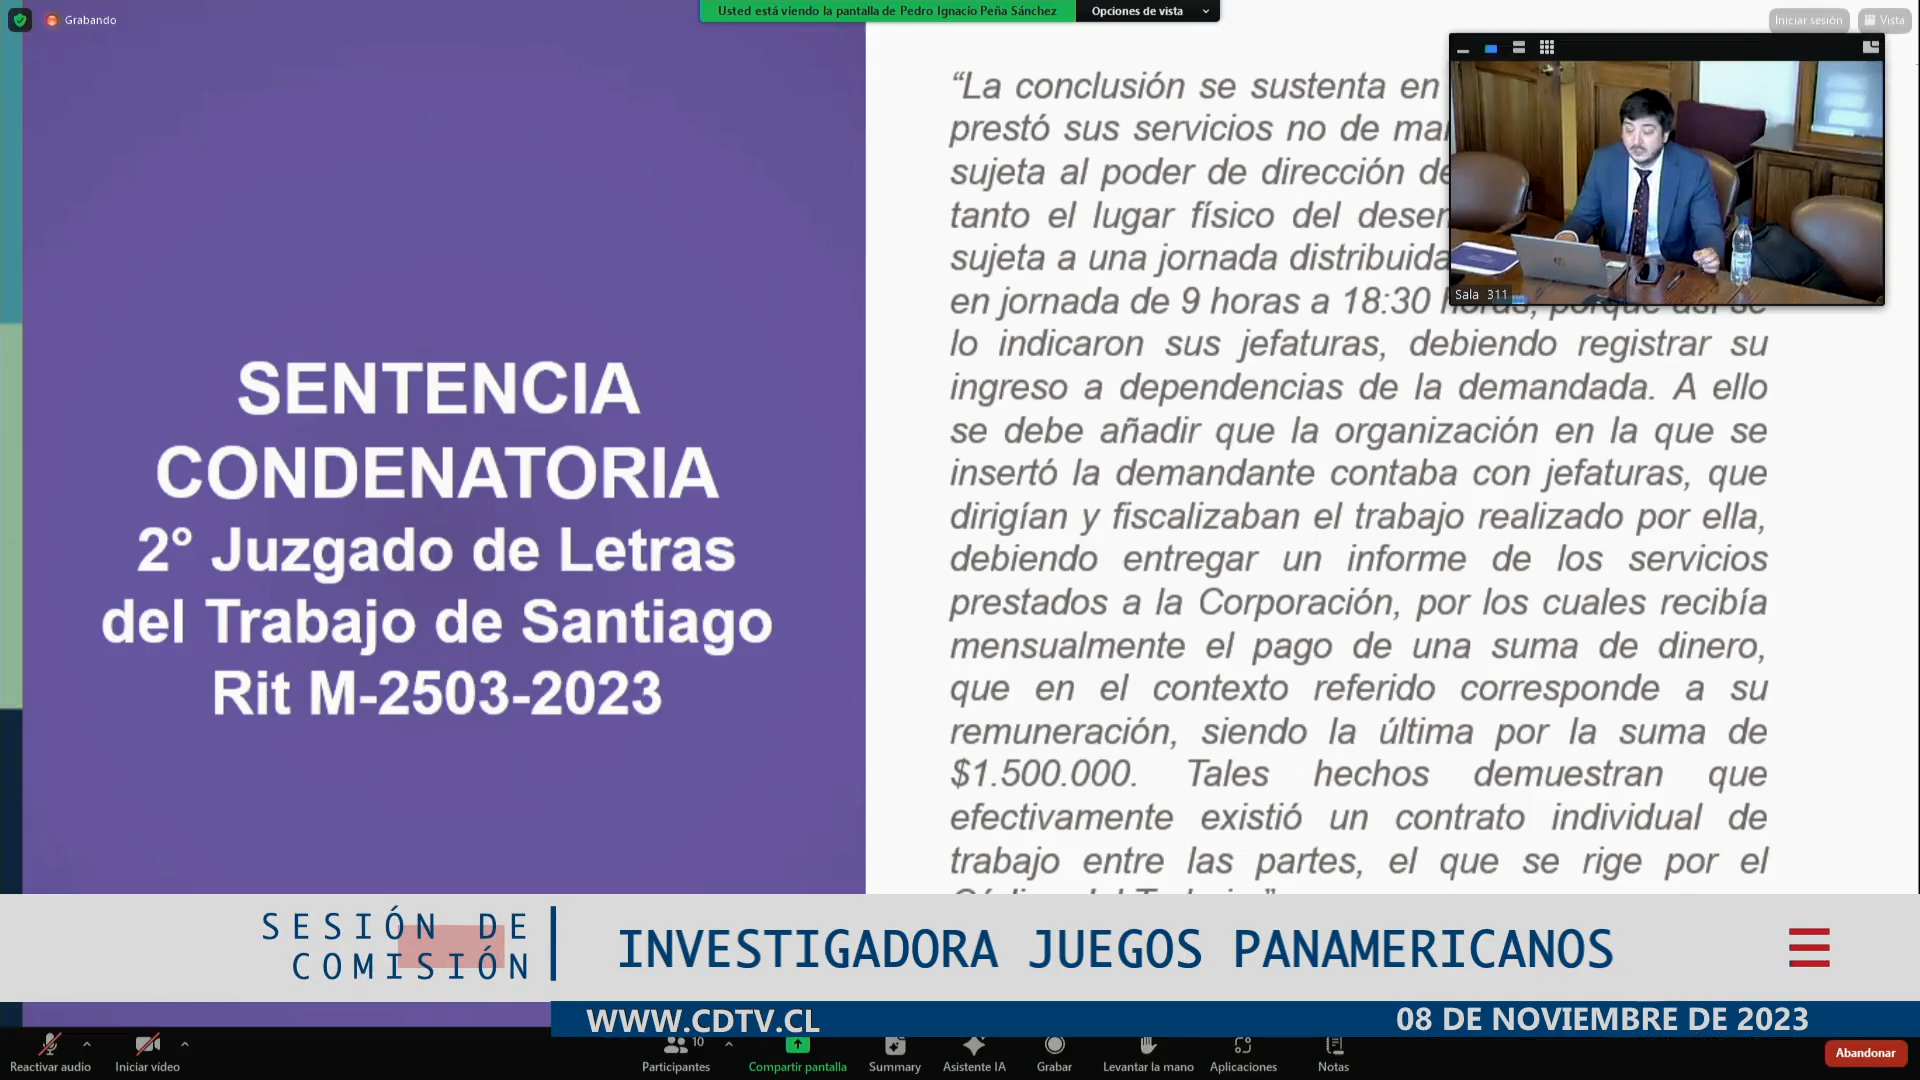 Grabando
Usted está viendo la pantalla de Pedro Ignacio Peña Sánchez
Opciones de vista
Iniciar sesión
Vista
SENTENCIA
CONDENATORIA
2° Juzgado de Letras
del Trabajo de Santiago
Rit M-2503-2023
“La conclusión se sustenta en
prestó sus servicios no de
sujeta al poder de dirección
tanto el lugar físico del
sujeta a una jornada distribuida
en jornada de 9 horas a 18:30 horas, porque así se
lo indicaron sus jefaturas, debiendo registrar su
ingreso a dependencias de la demandada. A ello
se debe añadir que la organización en la que se
insertó la demandante contaba con jefaturas, que
dirigían y fiscalizaban el trabajo realizado por ella,
debiendo entregar un informe de los servicios
prestados a la Corporación, por los cuales recibía
mensualmente el pago de una suma de dinero,
que en el contexto referido corresponde a su
remuneración, siendo la última por la suma de
$1.500.000. Tales hechos demuestran que
efectivamente existió un contrato individual de
trabajo entre las partes, el que se rige por el
Sala 311
SESIÓN DE
COMISIÓN
INVESTIGADORA JUEGOS PANAMERICANOS
WWW.CDTV.CL
08 DE NOVIEMBRE DE 2023
Reactivar audio
Iniciar vídeo
10
Participantes
Compartir pantalla
Summary
Asistente IA
Grabar
Levantar la mano
Aplicaciones
Notas
Abandonar